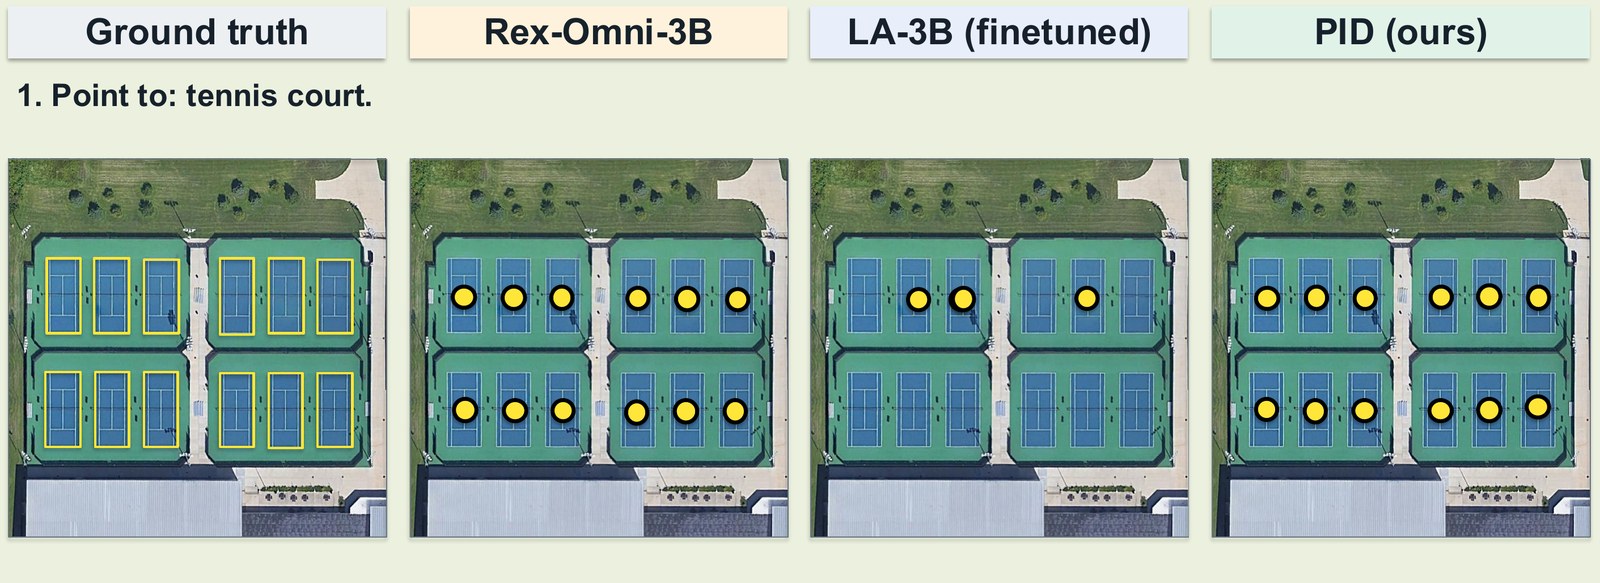 Ground truth
Rex-Omni-3B
LA-3B (finetuned)
PID (ours)
1. Point to: tennis court.